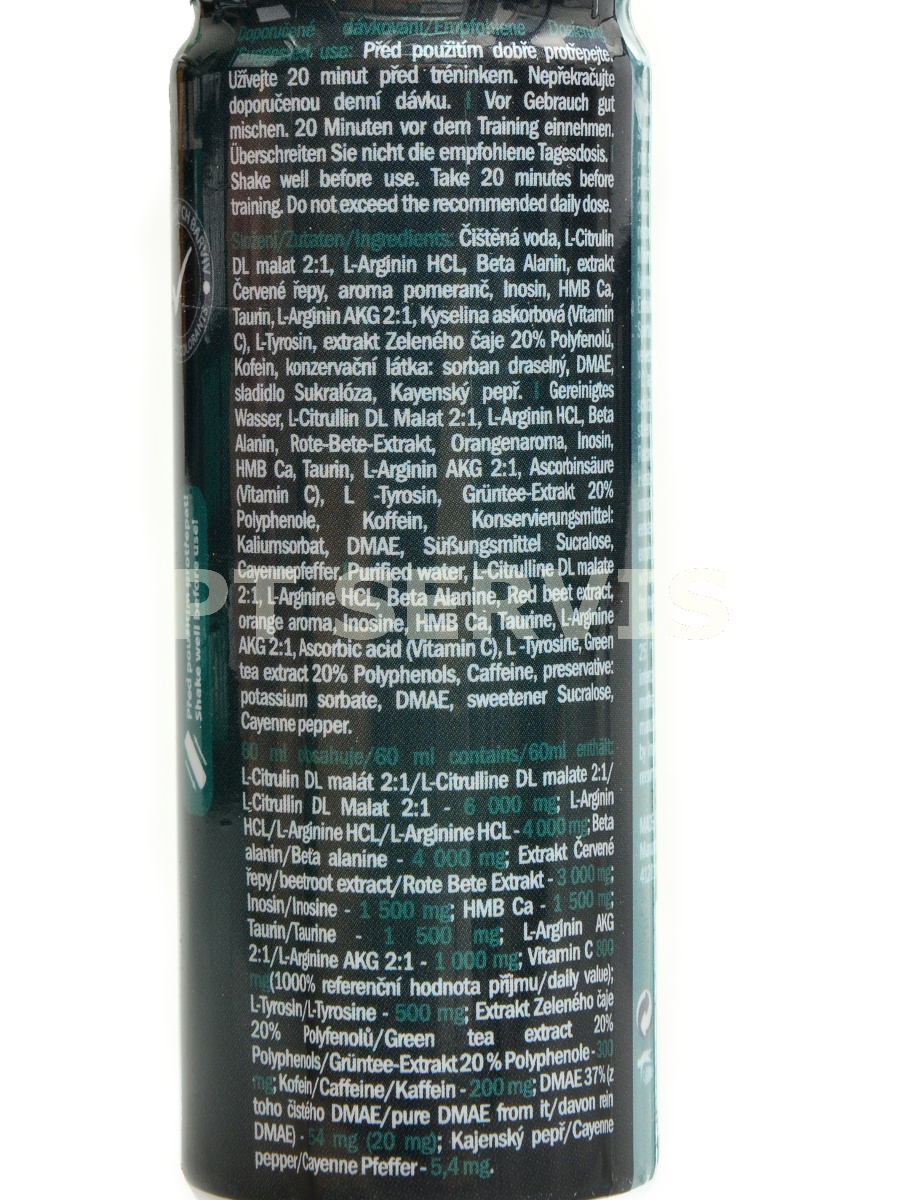 Doporučené dávkování/Empfohlene
use: Před použitím dobře protřepejte.
Užívejte 20 minut před tréninkem. Nepřekračujte
doporučenou denní dávku. | Vor Gebrauch gut
mischen. 20 Minuten vor dem Training einnehmen.
Überschreiten Sie nicht die empfohlene Tagesdosis.
Shake well before use. Take 20 minutes before
training. Do not exceed the recommended daily dose.
Složení/Zutaten/Ingredients: Čištěná voda, L-Citrulin
DL malat 2:1, L-Arginin HCL, Beta Alanin, extrakt
Červené řepy, aroma pomeranč, Inosin, HMB Ca,
Taurin, L-Arginin AKG 2:1, Kyselina askorbová (Vitamin
C), L-Tyrosin, extrakt Zeleného čaje 20% Polyfenolů,
Kofein, konzervační látka: sorban draselný, DMAE,
sladidlo Sukralóza, Kayenský pepř. | Gereinigtes
Wasser, L-Citrullin DL Malat 2:1, L-Arginin HCL, Beta
Alanin, Rote-Bete-Extrakt, Orangenaroma, Inosin,
HMB Ca, Taurin, L-Arginin AKG 2:1, Ascorbinsäure
(Vitamin C), L -Tyrosin, Grüntee-Extrakt 20%
Polyphenole, Koffein, Konservierungsmittel:
Kaliumsorbat, DMAE, Süßungsmittel Sucralose,
Cayennepfeffer. Purified water, L-Citrulline DL malate
2:1, L-Arginine HCL, Beta Alanine, Red beet extract,
orange aroma, Inosine, HMB Ca, Taurine, L-Arginine
AKG 2:1, Ascorbic acid (Vitamin C), L -Tyrosine, Green
tea extract 20% Polyphenols, Caffeine, preservative:
potassium sorbate, DMAE, sweetener Sucralose,
Cayenne pepper.
60 ml obsahuje/60 ml contains/60ml enthält:
L-Citrulin DL malát 2:1/L-Citrulline DL malate 2:1/
L-Citrullin DL Malat 2:1 - 6 000 mg; L-Arginin
HCL/L-Arginine HCL/L-Arginine HCL - 4 000 mg; Beta
alanin/Beta alanine - 4 000 mg; Extrakt Červené
řepy/beetroot extract/Rote Bete Extrakt - 3 000 mg;
Inosin/Inosine - 1 500 mg; HMB Ca - 1 500 mg;
Taurin/Taurine - 1 500 mg; L-Arginin AKG
2:1/L-Arginine AKG 2:1 - 1 000 mg; Vitamin C 800
mg (1000% referenční hodnota příjmu/daily value);
L-Tyrosin/L-Tyrosine - 500 mg; Extrakt Zeleného čaje
20% Polyfenolů/Green tea extract 20%
Polyphenols/Grüntee-Extrakt 20 % Polyphenole - 300
mg; Kofein/Caffeine/Kaffein - 200 mg; DMAE 37% (z
toho čistého DMAE/pure DMAE from it/davon rein
DMAE) - 54 mg (20 mg); Kajenský pepř/Cayenne
pepper/Cayenne Pfeffer - 5,4 mg.
Před použitím protřepat!
Shake well before use!
PT SERVIS